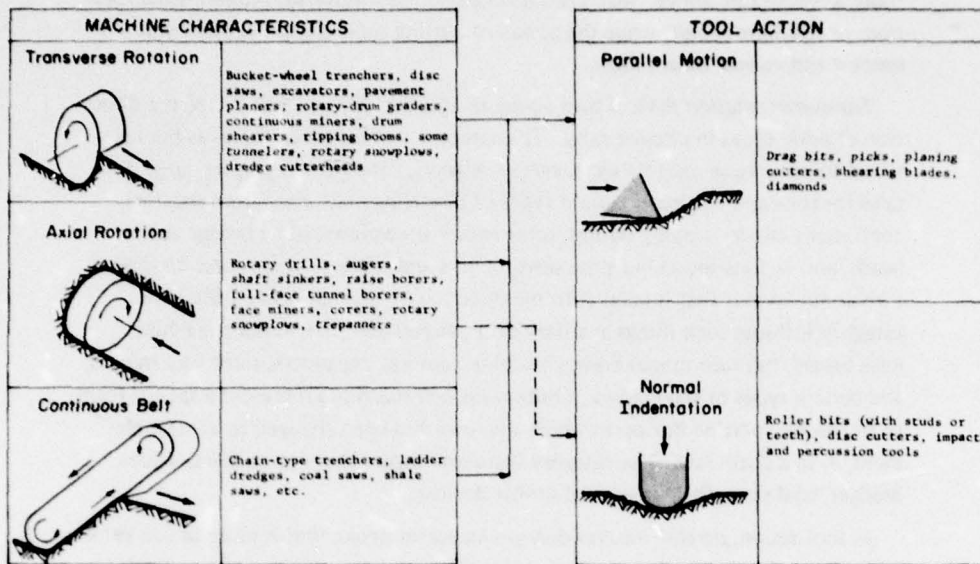 MACHINE CHARACTERISTICS
TOOL ACTION
Transverse Rotation
Bucket-wheel trenchers, disc
saws, excavators, pavement
planers, rotary-drum graders,
continuous miners, drum
shearers, ripping booms, some
tunnelers, rotary snowplows,
dredge cutterheads
Axial Rotation
Rotary drills, augers,
shaft sinkers, raise borers,
full-face tunnel borers,
face miners, corers, rotary
snowplows, trepanners
Continuous Belt
Chain-type trenchers, ladder
dredges, coal saws, shale
saws, etc.
Parallel Motion
Drag bits, picks, planing
cutters, shearing blades,
diamonds
Normal
Indentation
Roller bits (with studs or
teeth), disc cutters, impact
and percussion tools